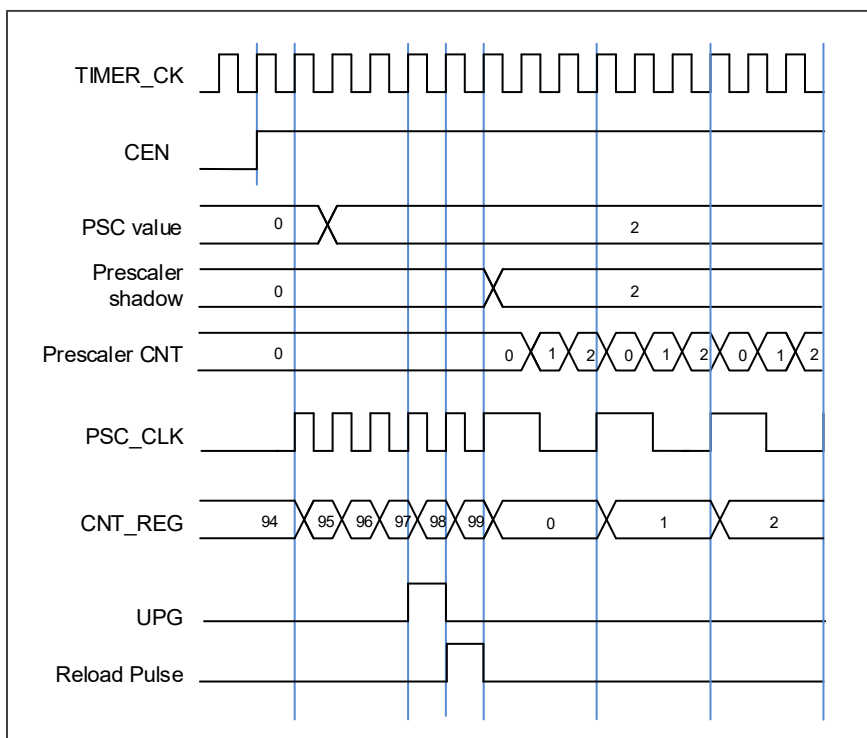 TIMER_CK
CEN
PSC value 0 2
Prescaler
shadow 0 2
Prescaler CNT 0 0 1 2 0 1 2 0 1 2
PSC_CLK
CNT_REG 94 95 96 97 98 99 0 1 2
UPG
Reload Pulse